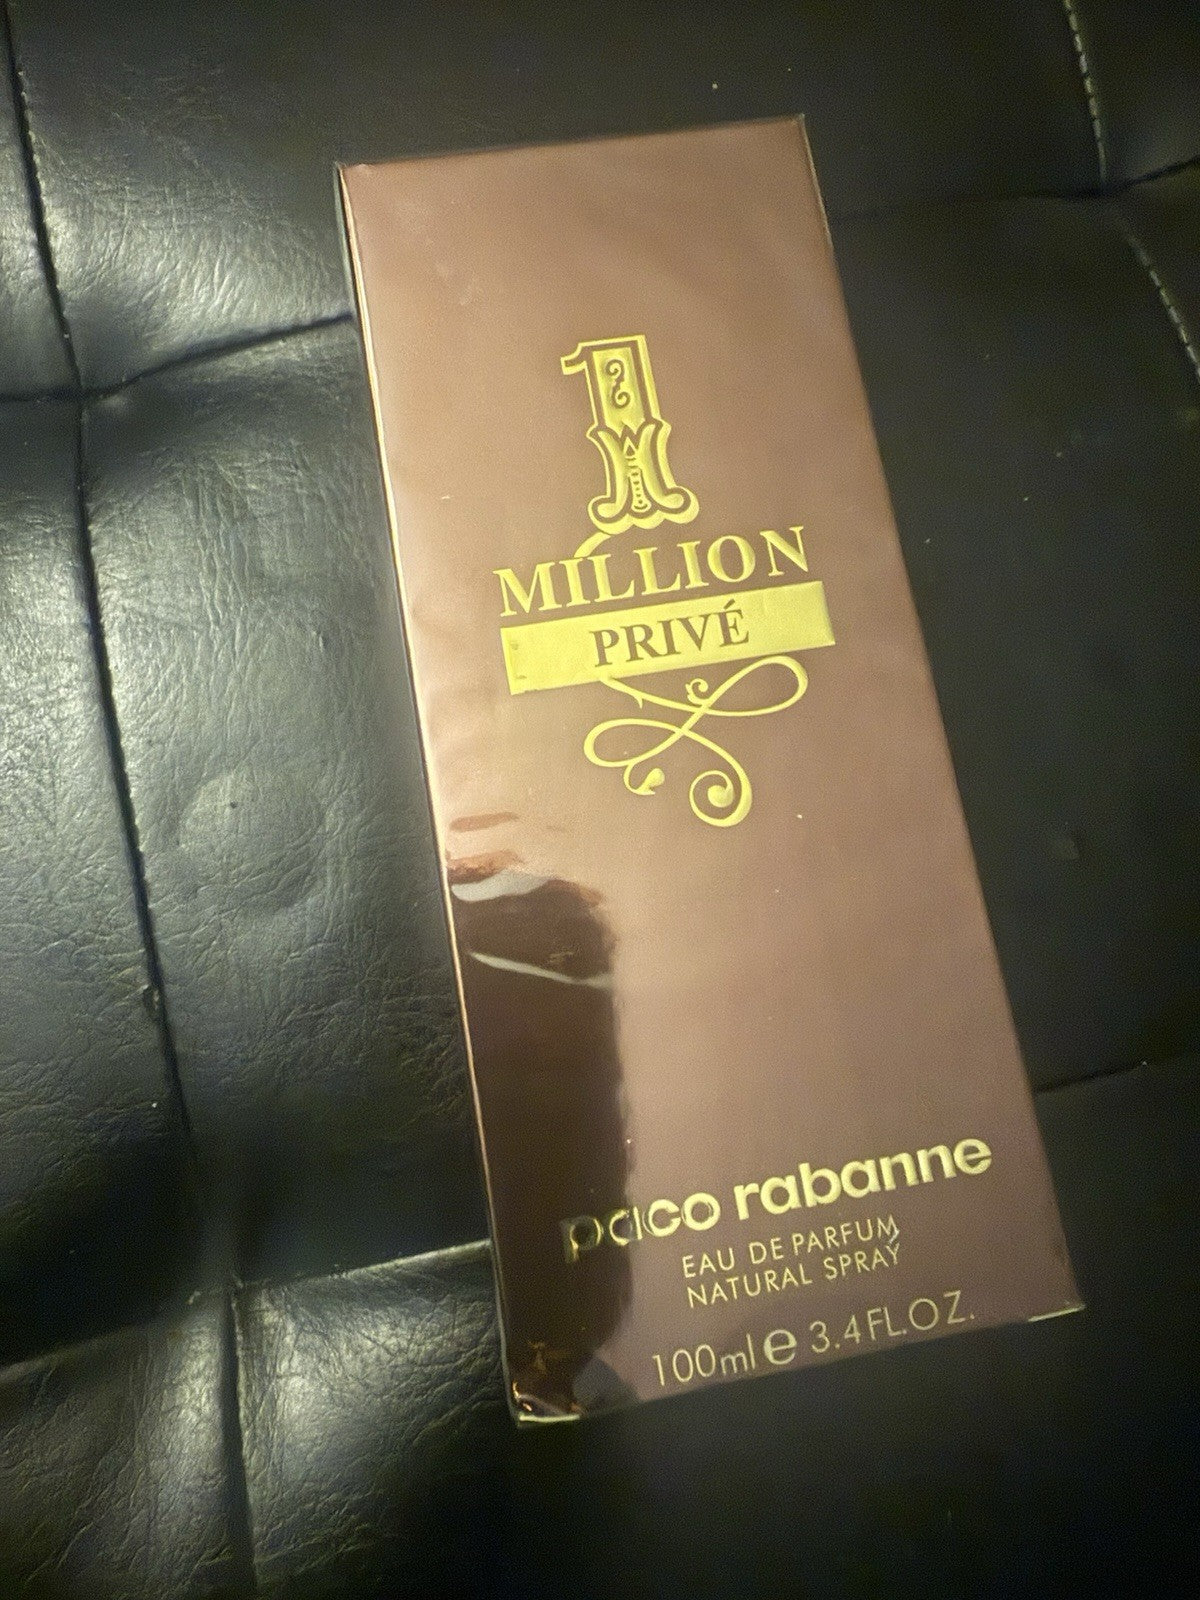 1
MILLION
PRIVÉ
paco rabanne
EAU DE PARFUM
NATURAL SPRAY
100ml e 3.4FL.OZ.